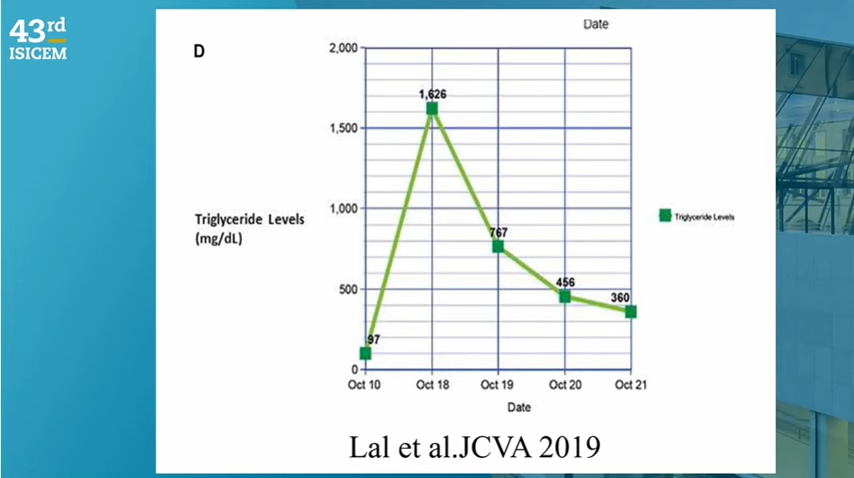 43rd
ISICEM
Date
D
2,000
1,626
1,500
Triglyceride Levels
(mg/dL)
1,000
767
Triglyceride Levels
500
456
360
97
0
Oct 10 Oct 18 Oct 19 Oct 20 Oct 21
Date
Lal et al.JCVA 2019